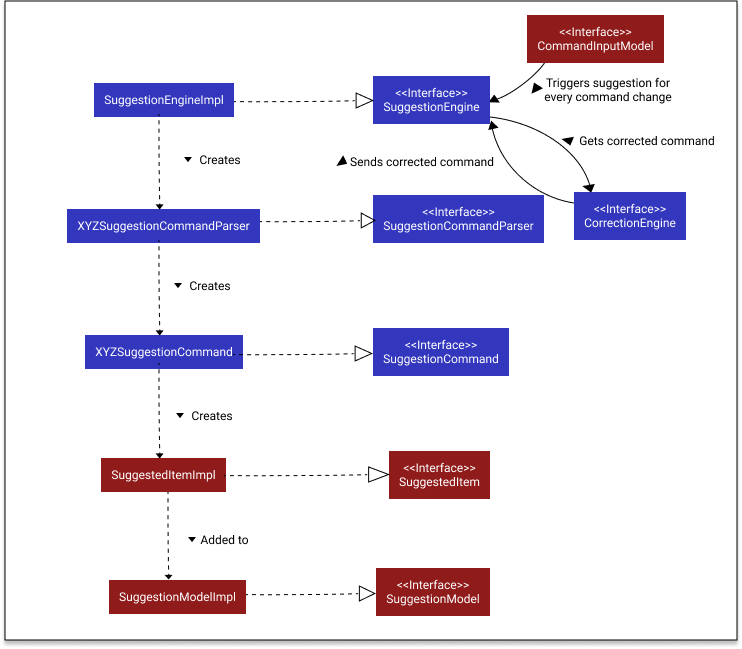 <<Interface>>
CommandInputModel
Triggers suggestion for
every command change
SuggestionEngineImpl
<<Interface>>
SuggestionEngine
Gets corrected command
Creates
Sends corrected command
XYZSuggestionCommandParser
<<Interface>>
SuggestionCommandParser
<<Interface>>
CorrectionEngine
Creates
XYZSuggestionCommand
<<Interface>>
SuggestionCommand
Creates
SuggestedItemImpl
<<Interface>>
SuggestedItem
Added to
SuggestionModelImpl
<<Interface>>
SuggestionModel